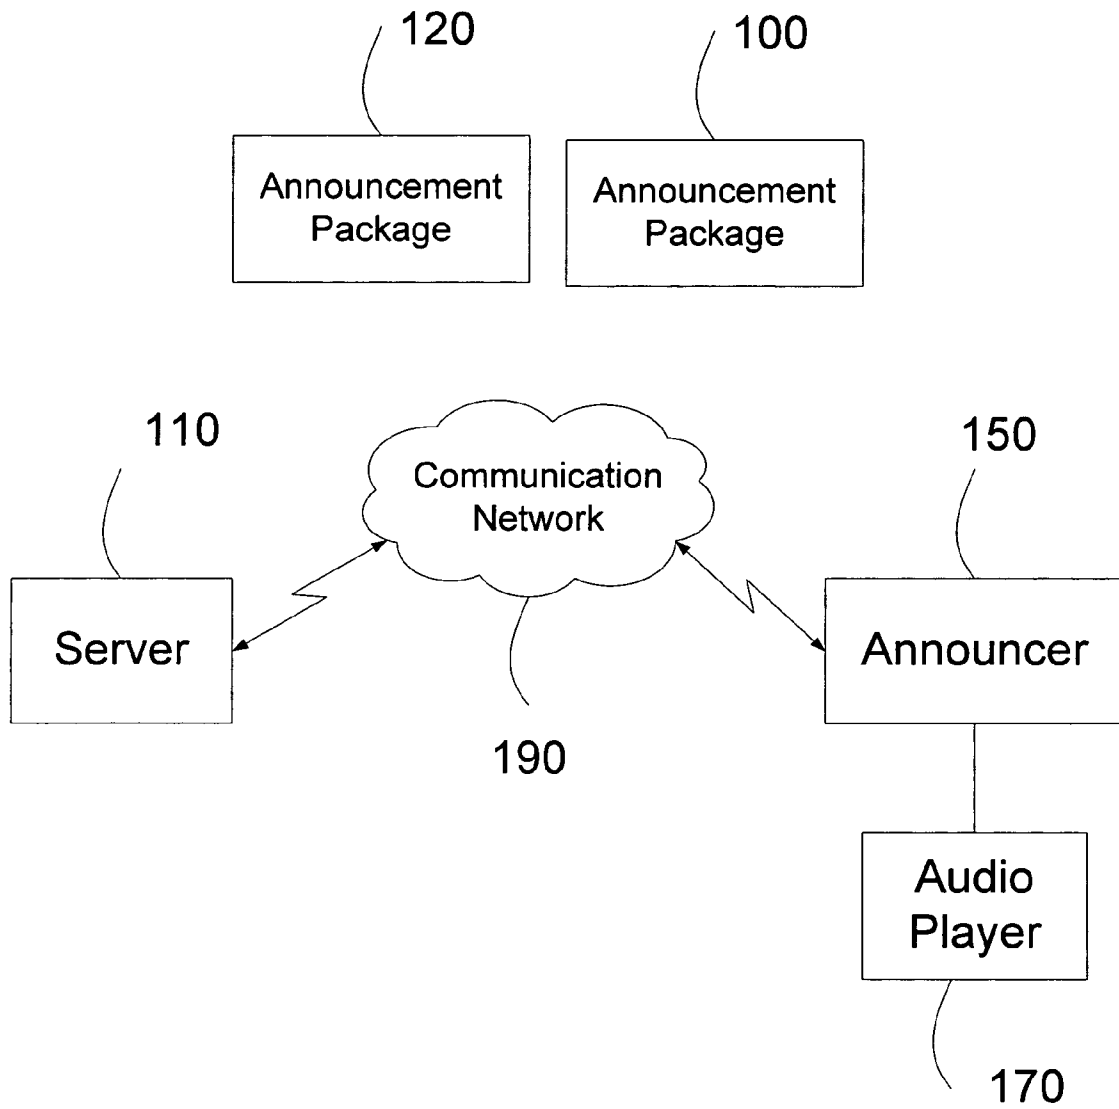 120
100
Announcement
Package
Announcement
Package
110
Communication
Network
150
Server
Announcer
190
Audio
Player
170